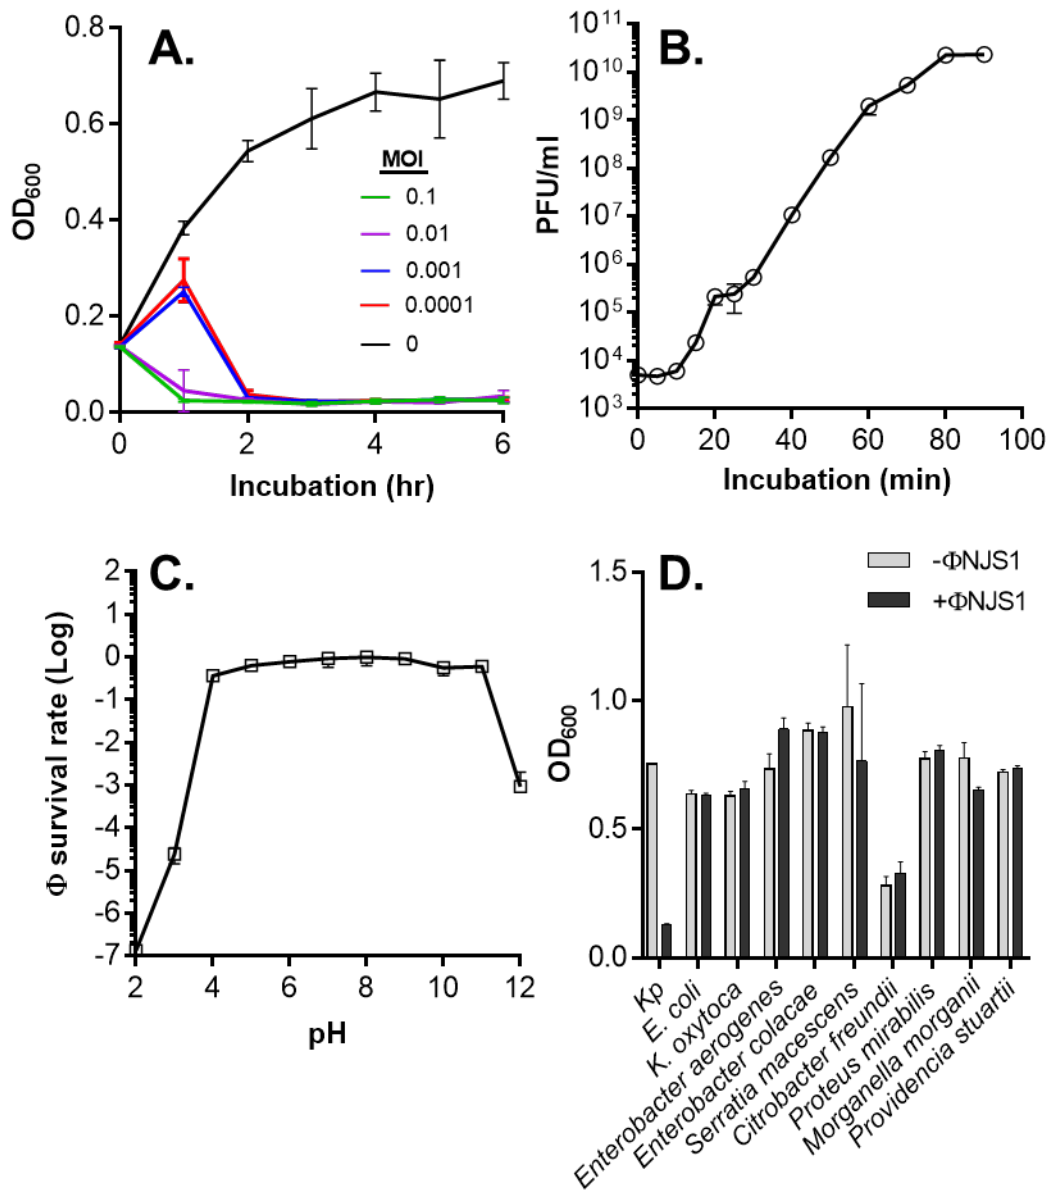 A.
0.8
0.6
0.4
0.2
0.0
OD600
MOI
0.1
0.01
0.001
0.0001
0
0 2 4 6
Incubation (hr)
B.
10^11
10^10
10^9
10^8
10^7
10^6
10^5
10^4
10^3
PFU/ml
0 20 40 60 80 100
Incubation (min)
C.
2
1
0
-1
-2
-3
-4
-5
-6
-7
Φ survival rate (Log)
2 4 6 8 10 12
pH
D.
-ΦNJS1
+ΦNJS1
1.5
1.0
0.5
0.0
OD600
Kp
E. coli
K. oxytoca
Enterobacter aerogenes
Enterobacter colacae
Serratia macescens
Citrobacter freundii
Proteus mirabilis
Morganella morganii
Providencia stuartii